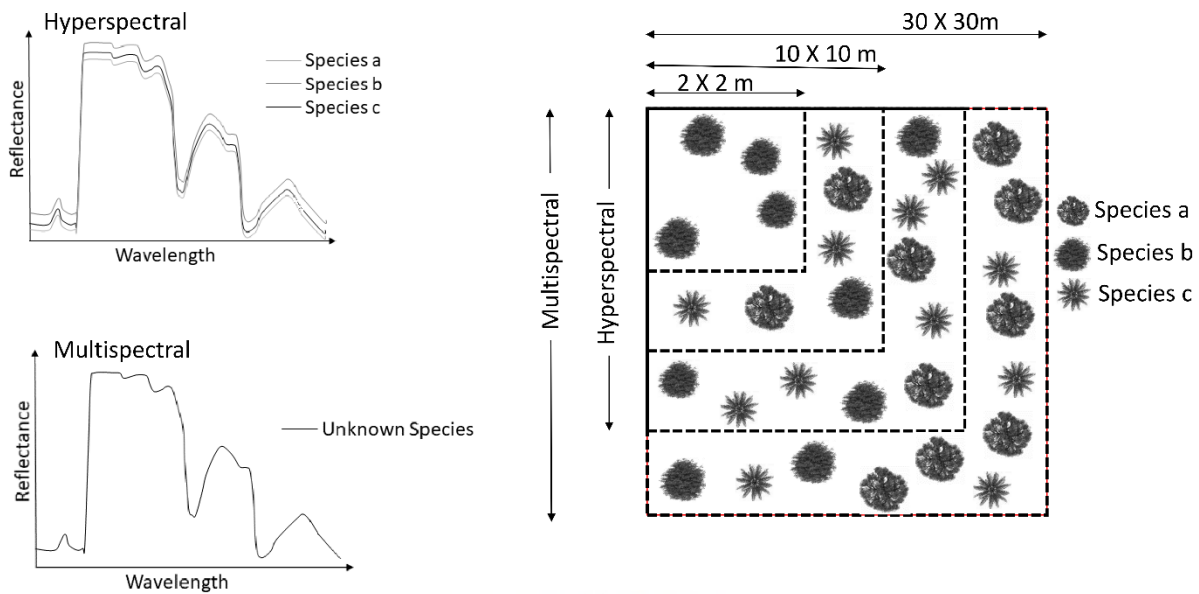 Hyperspectral
Reflectance
Species a
Species b
Species c
Wavelength
Multispectral
Reflectance
Unknown Species
Wavelength
30 X 30m
10 X 10 m
2 X 2 m
Multispectral
Hyperspectral
Species a
Species b
Species c